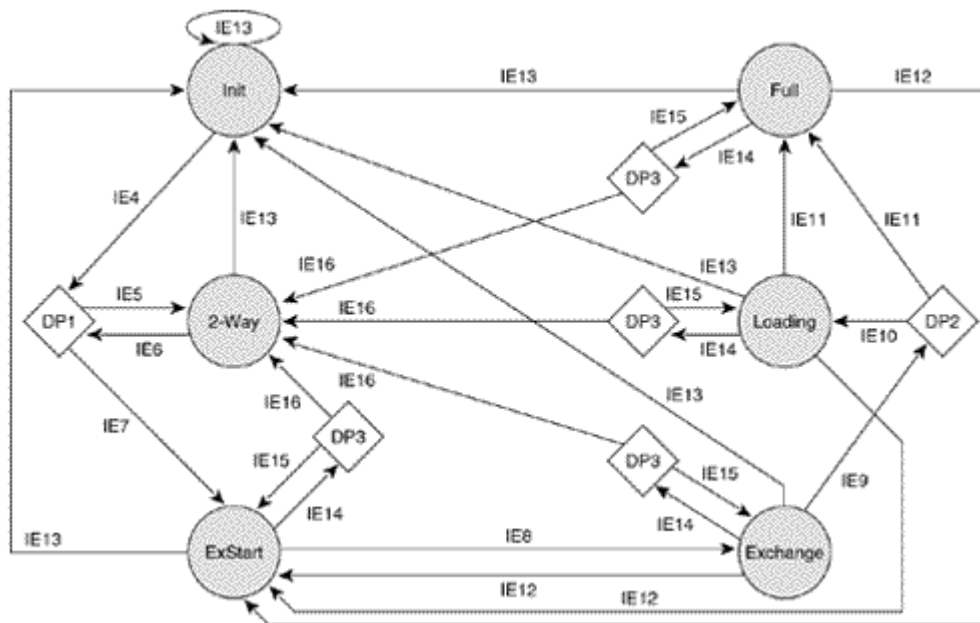 IE13
Init
IE13
Full
IE12
IE15
IE14
DP3
IE4
IE13
IE16
IE13
IE11
IE11
DP1
IE5
IE6
2-Way
IE16
DP3
IE15
IE14
Loading
IE10
DP2
IE16
IE16
IE13
IE7
DP3
IE15
IE14
DP3
IE15
IE14
IE9
IE13
ExStart
IE8
Exchange
IE12
IE12